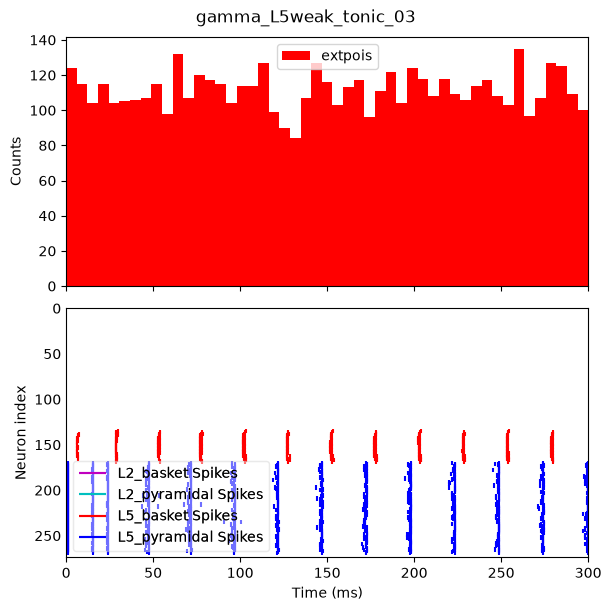 gamma_L5weak_tonic_03
140
120
100
80
60
40
20
0
Counts
extpois
0
50
100
150
200
250
Neuron index
L2_basket Spikes
L2_pyramidal Spikes
L5_basket Spikes
L5_pyramidal Spikes
0 50 100 150 200 250 300
Time (ms)